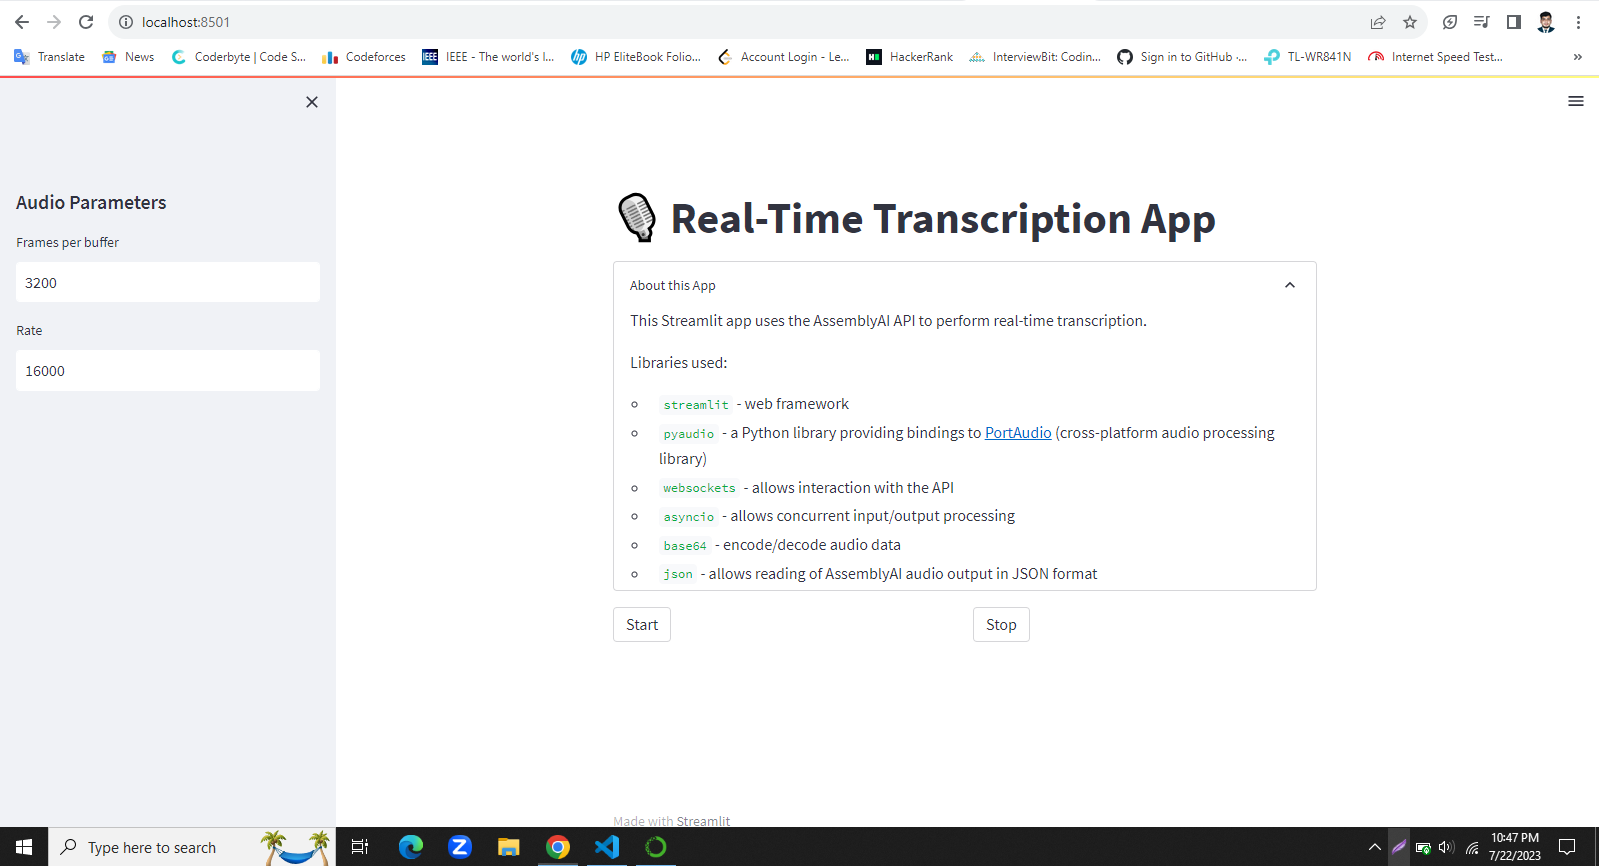 localhost:8501
Translate
News
Coderbyte | Code S...
Codeforces
IEEE
IEEE - The world's l...
hp
HP EliteBook Folio...
Account Login - Le...
HackerRank
InterviewBit: Codin...
Sign in to GitHub ·...
TL-WR841N
Internet Speed Test...
»
Audio Parameters
Frames per buffer
3200
Rate
16000
Real-Time Transcription App
About this App
This Streamlit app uses the AssemblyAI API to perform real-time transcription.
Libraries used:
streamlit - web framework
pyaudio - a Python library providing bindings to PortAudio (cross-platform audio processing
library)
websockets - allows interaction with the API
asyncio - allows concurrent input/output processing
base64 - encode/decode audio data
json - allows reading of AssemblyAI audio output in JSON format
Start
Stop
Made with Streamlit
Type here to search
10:47 PM
7/22/2023